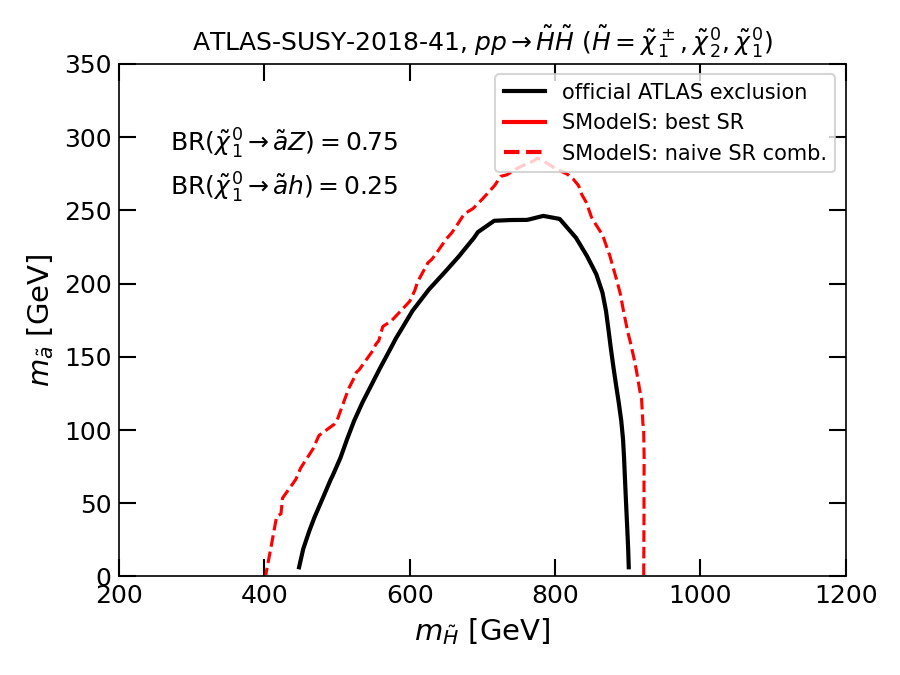 ATLAS-SUSY-2018-41, pp → H̃H̃ (H̃ = χ̃₁^±, χ̃₂⁰, χ̃₁⁰)
350
300
250
200
150
100
50
0
m_ã [GeV]
BR(χ̃₁⁰ → ãZ) = 0.75
BR(χ̃₁⁰ → ãh) = 0.25
official ATLAS exclusion
SModelS: best SR
SModelS: naive SR comb.
200 400 600 800 1000 1200
m_H̃ [GeV]